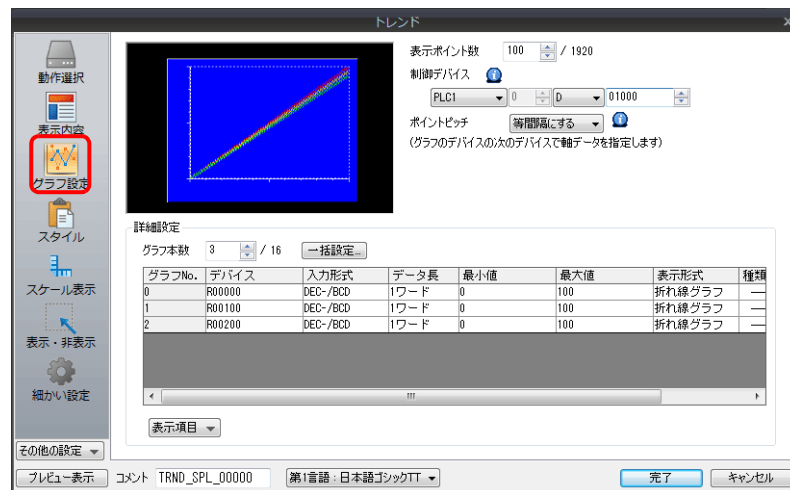 トレンド
動作選択
表示内容
グラフ設定
スタイル
スケール表示
表示・非表示
細かい設定
その他の設定
表示ポイント数 100 / 1920
制御デバイス
PLC1 0 D 01000
ポイントピッチ 等間隔にする
(グラフのデバイスの次のデバイスで軸データを指定します)
詳細設定
グラフ本数 3 / 16 一括設定...
グラフNo. デバイス 入力形式 データ長 最小値 最大値 表示形式 種類
0 R00000 DEC-/BCD 1ワード 0 100 折れ線グラフ
1 R00100 DEC-/BCD 1ワード 0 100 折れ線グラフ
2 R00200 DEC-/BCD 1ワード 0 100 折れ線グラフ
表示項目
プレビュー表示 コメント TRND_SPL_00000 第1言語:日本語ゴシックTT 完了 キャンセル